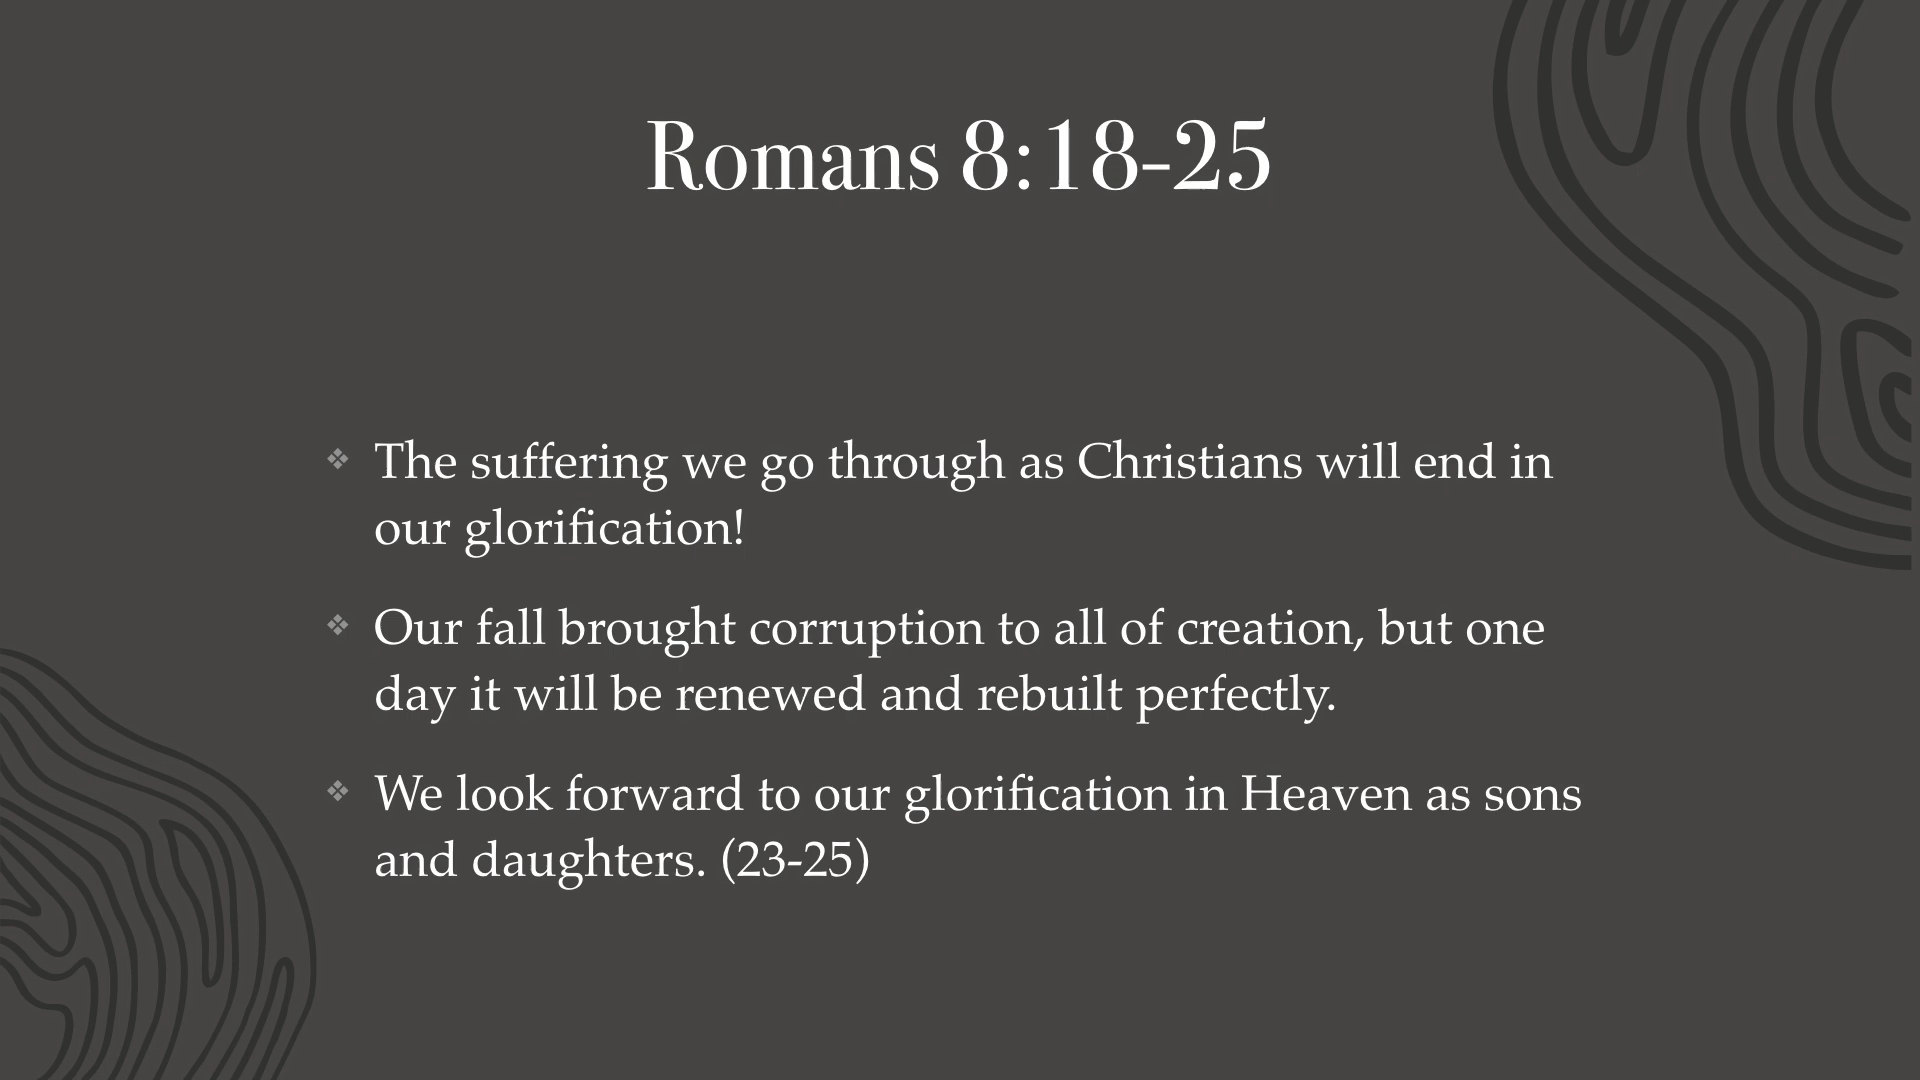 Romans 8:18-25
❖ The suffering we go through as Christians will end in
our glorification!
❖ Our fall brought corruption to all of creation, but one
day it will be renewed and rebuilt perfectly.
❖ We look forward to our glorification in Heaven as sons
and daughters. (23-25)